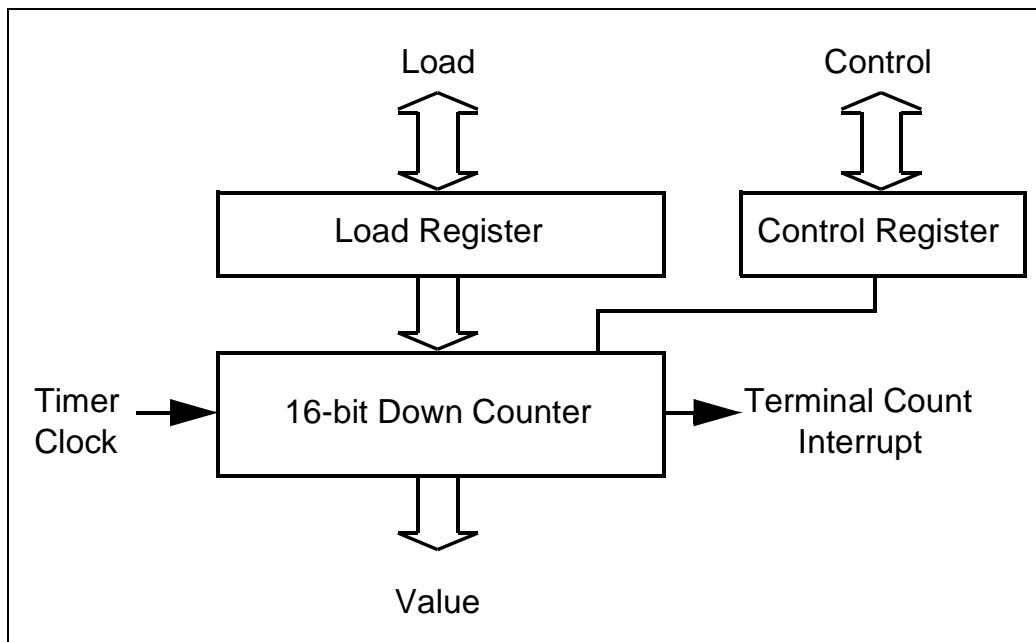 Load
Control
Load Register
Control Register
Timer
Clock
16-bit Down Counter
Terminal Count
Interrupt
Value